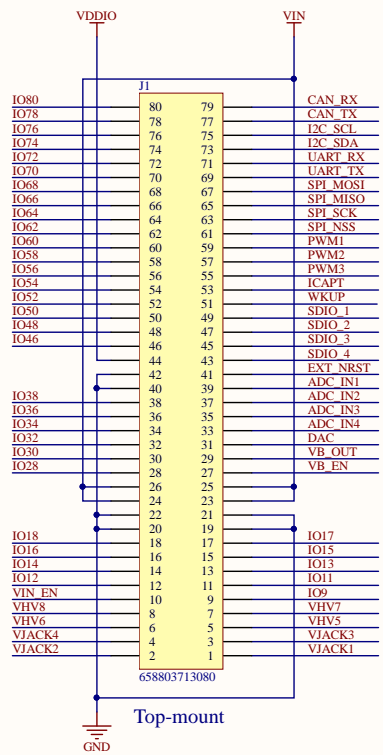 VDDIO VIN
J1
IO80 80 79 CAN_RX
IO78 78 77 CAN_TX
IO76 76 75 I2C_SCL
IO74 74 73 I2C_SDA
IO72 72 71 UART_RX
IO70 70 69 UART_TX
IO68 68 67 SPI_MOSI
IO66 66 65 SPI_MISO
IO64 64 63 SPI_SCK
IO62 62 61 SPI_NSS
IO60 60 59 PWM1
IO58 58 57 PWM2
IO56 56 55 PWM3
IO54 54 53 ICAPT
IO52 52 51 WKUP
IO50 50 49 SDIO_1
IO48 48 47 SDIO_2
IO46 46 45 SDIO_3
44 43 SDIO_4
42 41 EXT_NRST
40 39 ADC_IN1
IO38 38 37 ADC_IN2
IO36 36 35 ADC_IN3
IO34 34 33 ADC_IN4
IO32 32 31 DAC
IO30 30 29 VB_OUT
IO28 28 27 VB_EN
26 25
24 23
22 21
20 19
IO18 18 17 IO17
IO16 16 15 IO15
IO14 14 13 IO13
IO12 12 11 IO11
VIN_EN 10 9 IO9
VHV8 8 7 VHV7
VHV6 6 5 VHV5
VJACK4 4 3 VJACK3
VJACK2 2 1 VJACK1
658803713080
Top-mount
GND